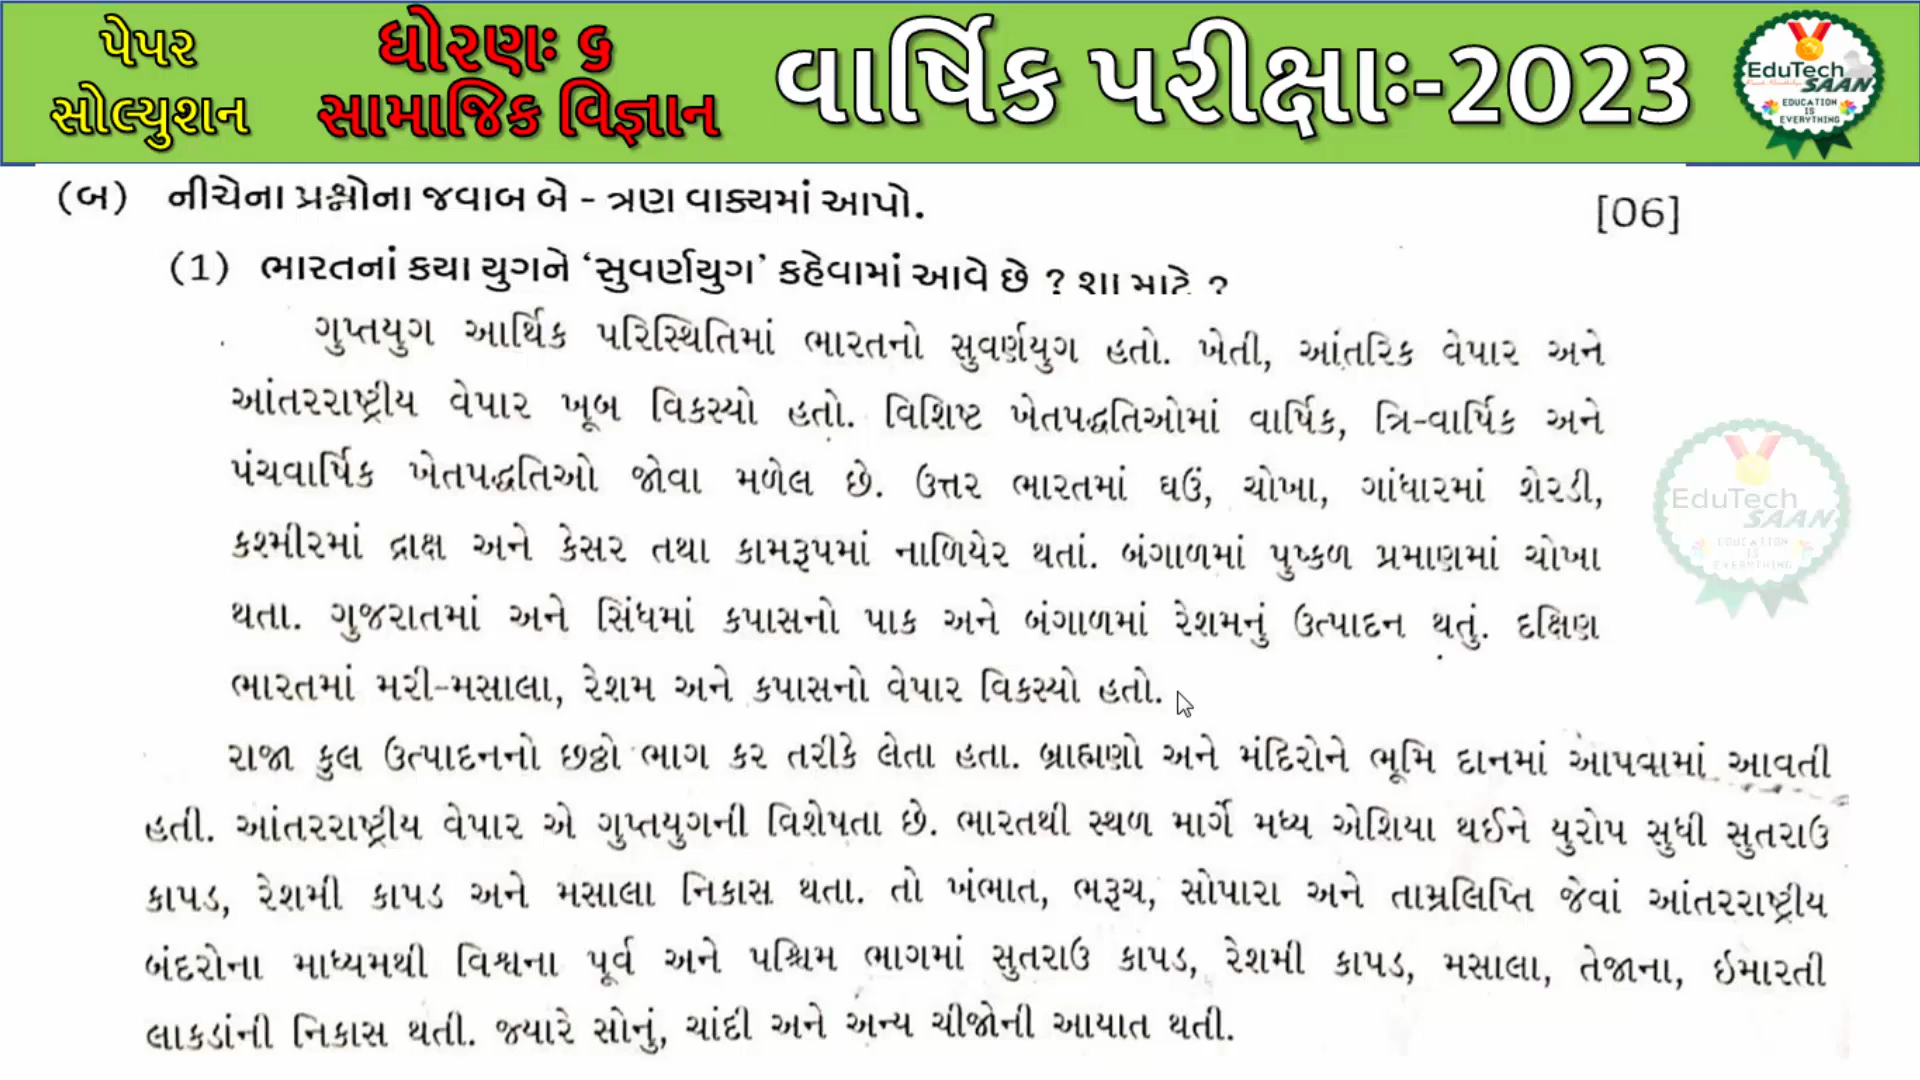 પેપર
સોલ્યુશન
ધોરણઃ ૬
સામાજિક વિજ્ઞાન
વાર્ષિક પરીક્ષાઃ-2023
EduTech
SAAN
EDUCATION
IS
EVERYTHING
(બ) નીચેના પ્રશ્નોના જવાબ બે - ત્રણ વાક્યમાં આપો. [06]
(1) ભારતનાં કયા યુગને ‘સુવર્ણયુગ’ કહેવામાં આવે છે ? શા માટે ?
ગુપ્તયુગ આર્થિક પરિસ્થિતિમાં ભારતનો સુવર્ણયુગ હતો. ખેતી, આંતરિક વેપાર અને
આંતરરાષ્ટ્રીય વેપાર ખૂબ વિકસ્યો હતો. વિશિષ્ટ ખેતપદ્ધતિઓમાં વાર્ષિક, ત્રિ-વાર્ષિક અને
પંચવાર્ષિક ખેતપદ્ધતિઓ જોવા મળેલ છે. ઉત્તર ભારતમાં ઘઉં, ચોખા, ગાંધારમાં શેરડી,
કશ્મીરમાં દ્રાક્ષ અને કેસર તથા કામરૂપમાં નાળિયેર થતાં. બંગાળમાં પુષ્કળ પ્રમાણમાં ચોખા
થતા. ગુજરાતમાં અને સિંધમાં કપાસનો પાક અને બંગાળમાં રેશમનું ઉત્પાદન થતું. દક્ષિણ
ભારતમાં મરી-મસાલા, રેશમ અને કપાસનો વેપાર વિકસ્યો હતો.
રાજા કુલ ઉત્પાદનનો છઠ્ઠો ભાગ કર તરીકે લેતા હતા. બ્રાહ્મણો અને મંદિરોને ભૂમિ દાનમાં આપવામાં આવતી
હતી. આંતરરાષ્ટ્રીય વેપાર એ ગુપ્તયુગની વિશેષતા છે. ભારતથી સ્થળ માર્ગે મધ્ય એશિયા થઈને યુરોપ સુધી સુતરાઉ
કાપડ, રેશમી કાપડ અને મસાલા નિકાસ થતા. તો ખંભાત, ભરૂચ, સોપારા અને તામ્રલિપ્તિ જેવાં આંતરરાષ્ટ્રીય
બંદરોના માધ્યમથી વિશ્વના પૂર્વ અને પશ્ચિમ ભાગમાં સુતરાઉ કાપડ, રેશમી કાપડ, મસાલા, તેજાના, ઇમારતી
લાકડાંની નિકાસ થતી. જ્યારે સોનું, ચાંદી અને અન્ય ચીજોની આયાત થતી.
EduTech
SAAN
EDUCATION
IS
EVERYTHING